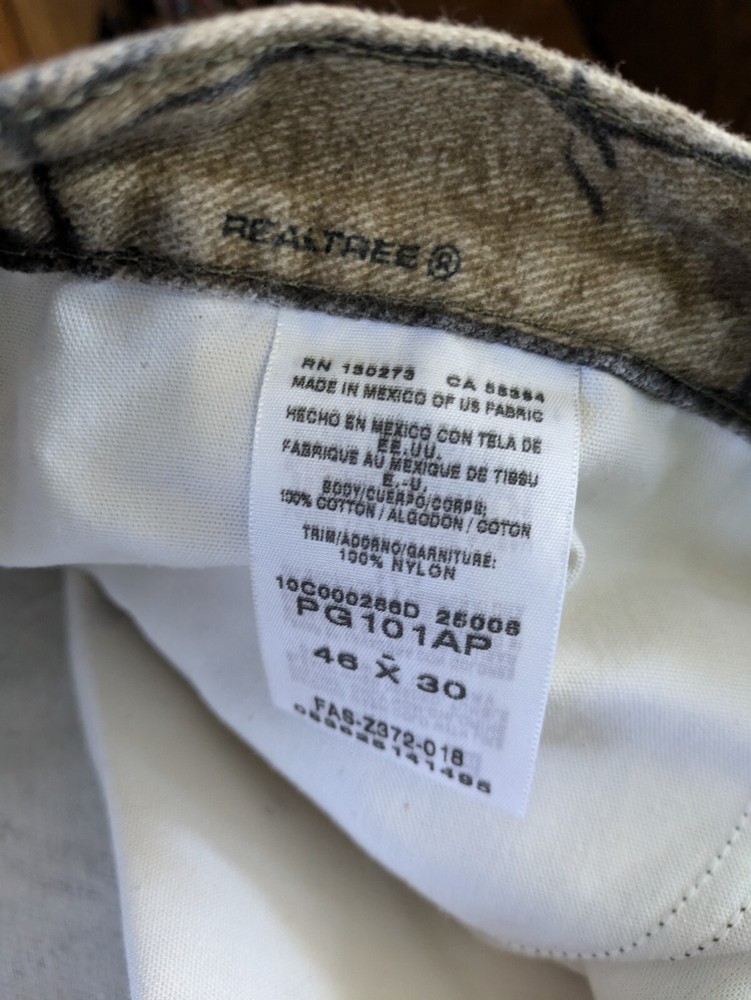 REALTREE®
RN 130273 CA 55394
MADE IN MEXICO OF US FABRIC
HECHO EN MEXICO CON TELA DE
EE.UU.
FABRIQUE AU MEXIQUE DE TISSU
E.-U.
BODY/CUERPO/CORPS:
100% COTTON / ALGODON / COTON
TRIM/ADORNO/GARNITURE:
100% NYLON
10C000286D 25006
PG101AP
46 X 30
FAS-Z372-018